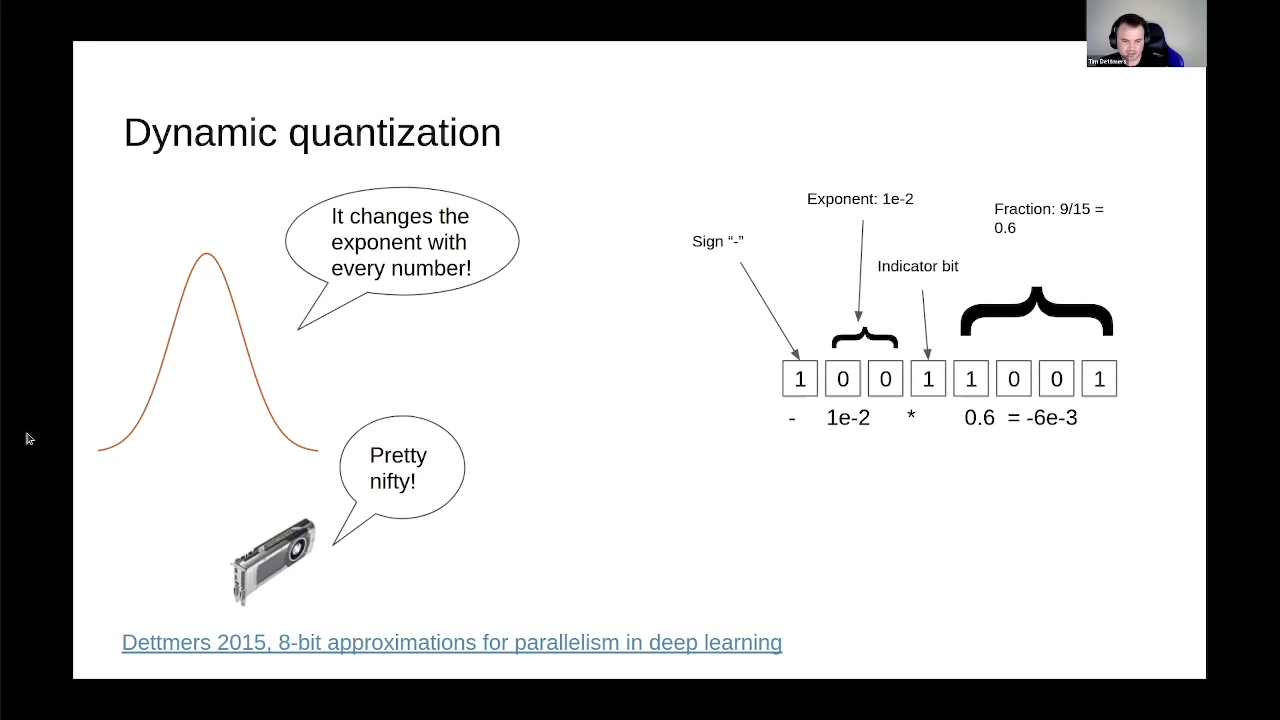 Tim Dettmers
Dynamic quantization
It changes the
exponent with
every number!
Exponent: 1e-2
Fraction: 9/15 =
0.6
Sign “-”
Indicator bit
1 0 0 1 1 0 0 1
- 1e-2 * 0.6 = -6e-3
Pretty
nifty!
Dettmers 2015, 8-bit approximations for parallelism in deep learning